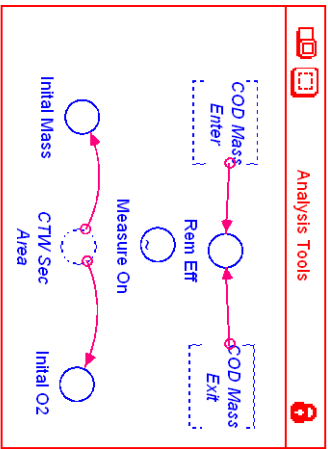 Analysis Tools
COD Mass
Enter
Rem Eff
COD Mass
Exit
Measure On
~
Inital Mass
CTW Sec
Area
Inital O2